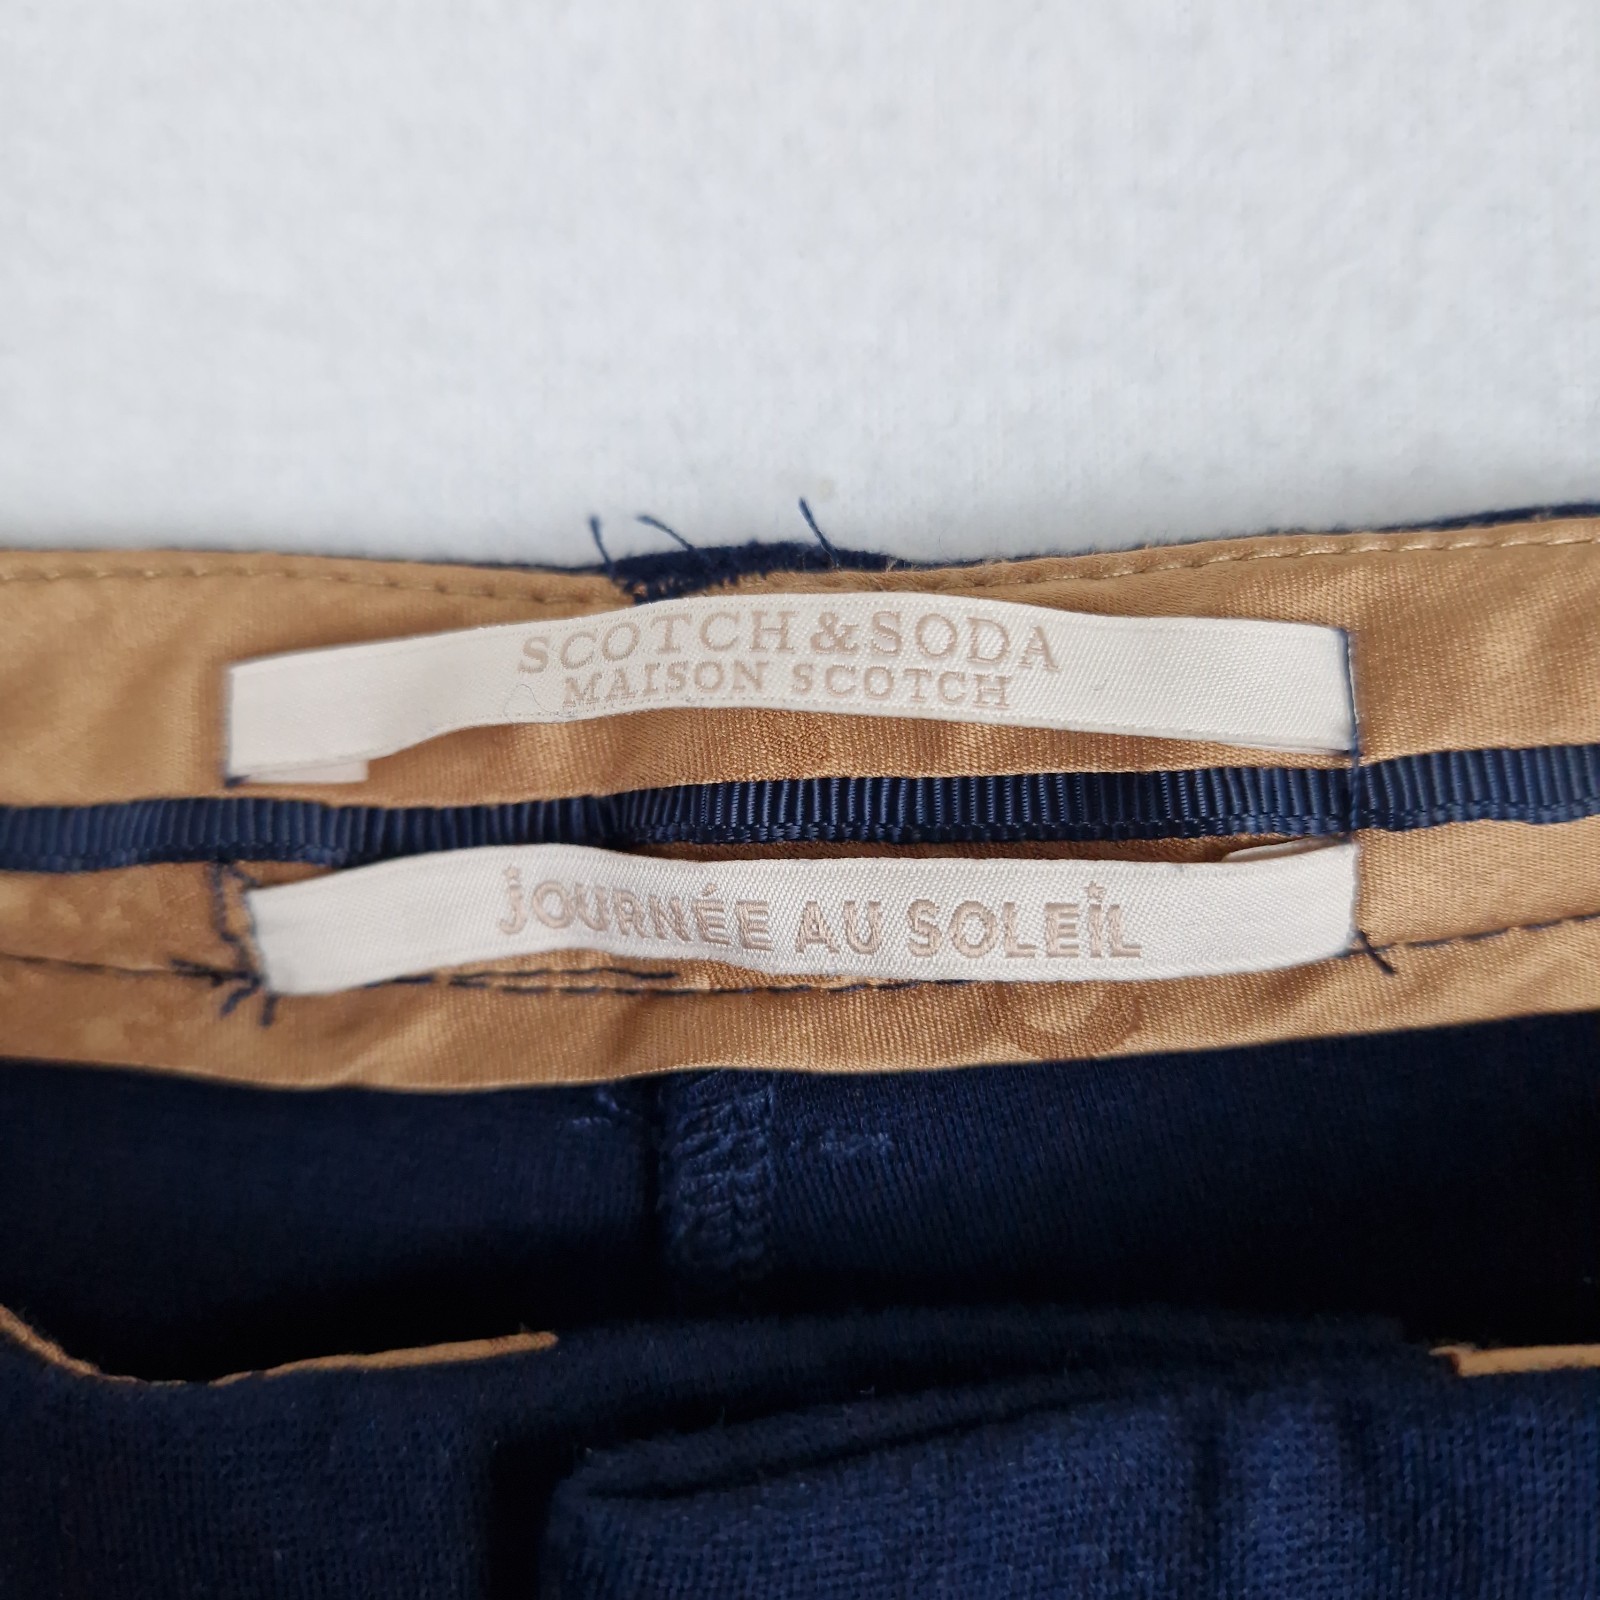 SCOTCH & SODA
MAISON SCOTCH
JOURNÉE AU SOLEIL